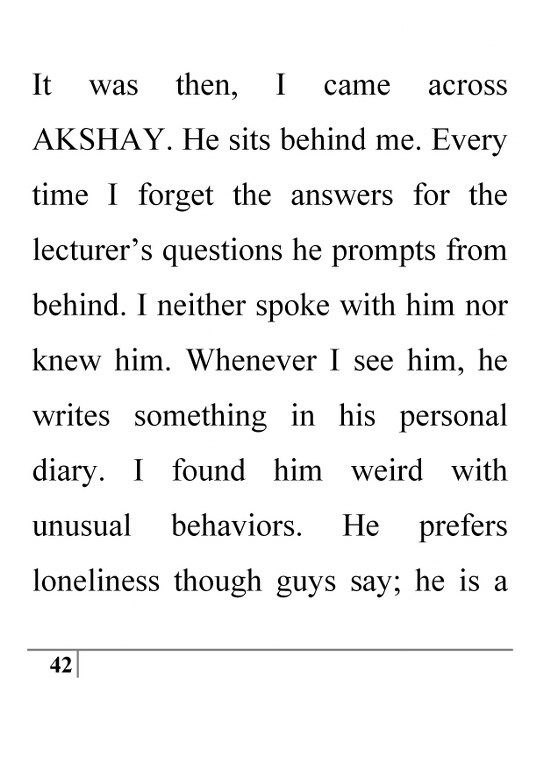 It was then, I came across
AKSHAY. He sits behind me. Every
time I forget the answers for the
lecturer’s questions he prompts from
behind. I neither spoke with him nor
knew him. Whenever I see him, he
writes something in his personal
diary. I found him weird with
unusual behaviors. He prefers
loneliness though guys say; he is a
42